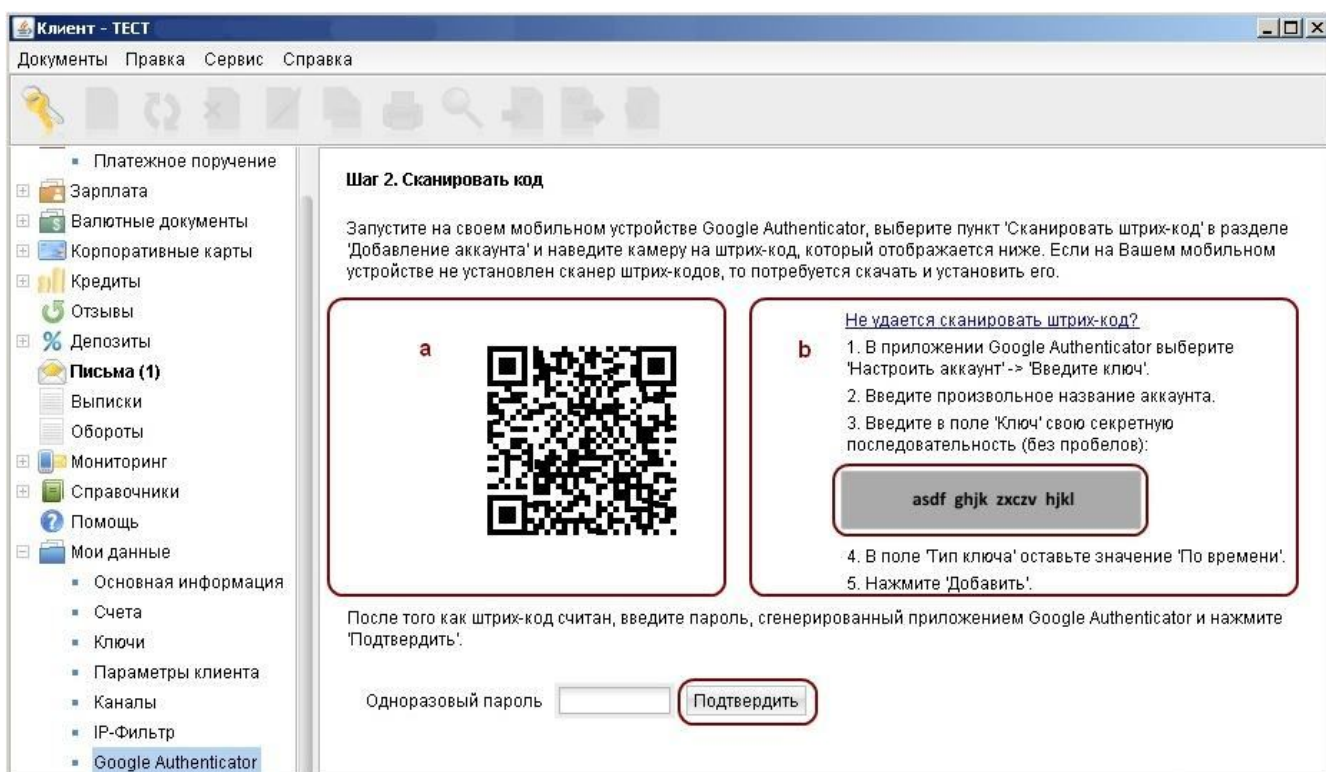 Клиент - ТЕСТ
Документы Правка Сервис Справка
Платежное поручение
Зарплата
Валютные документы
Корпоративные карты
Кредиты
Отзывы
Депозиты
Письма (1)
Выписки
Обороты
Мониторинг
Справочники
Помощь
Мои данные
Основная информация
Счета
Ключи
Параметры клиента
Каналы
IP-Фильтр
Google Authenticator
Шаг 2. Сканировать код
Запустите на своем мобильном устройстве Google Authenticator, выберите пункт 'Сканировать штрих-код' в разделе
'Добавление аккаунта' и наведите камеру на штрих-код, который отображается ниже. Если на Вашем мобильном
устройстве не установлен сканер штрих-кодов, то потребуется скачать и установить его.
a
b
Не удается сканировать штрих-код?
1. В приложении Google Authenticator выберите
'Настроить аккаунт' -> 'Введите ключ'.
2. Введите произвольное название аккаунта.
3. Введите в поле 'Ключ' свою секретную
последовательность (без пробелов):
asdf ghjk zxczv hjkl
4. В поле 'Тип ключа' оставьте значение 'По времени'.
5. Нажмите 'Добавить'.
После того как штрих-код считан, введите пароль, сгенерированный приложением Google Authenticator и нажмите
'Подтвердить'.
Одноразовый пароль
Подтвердить